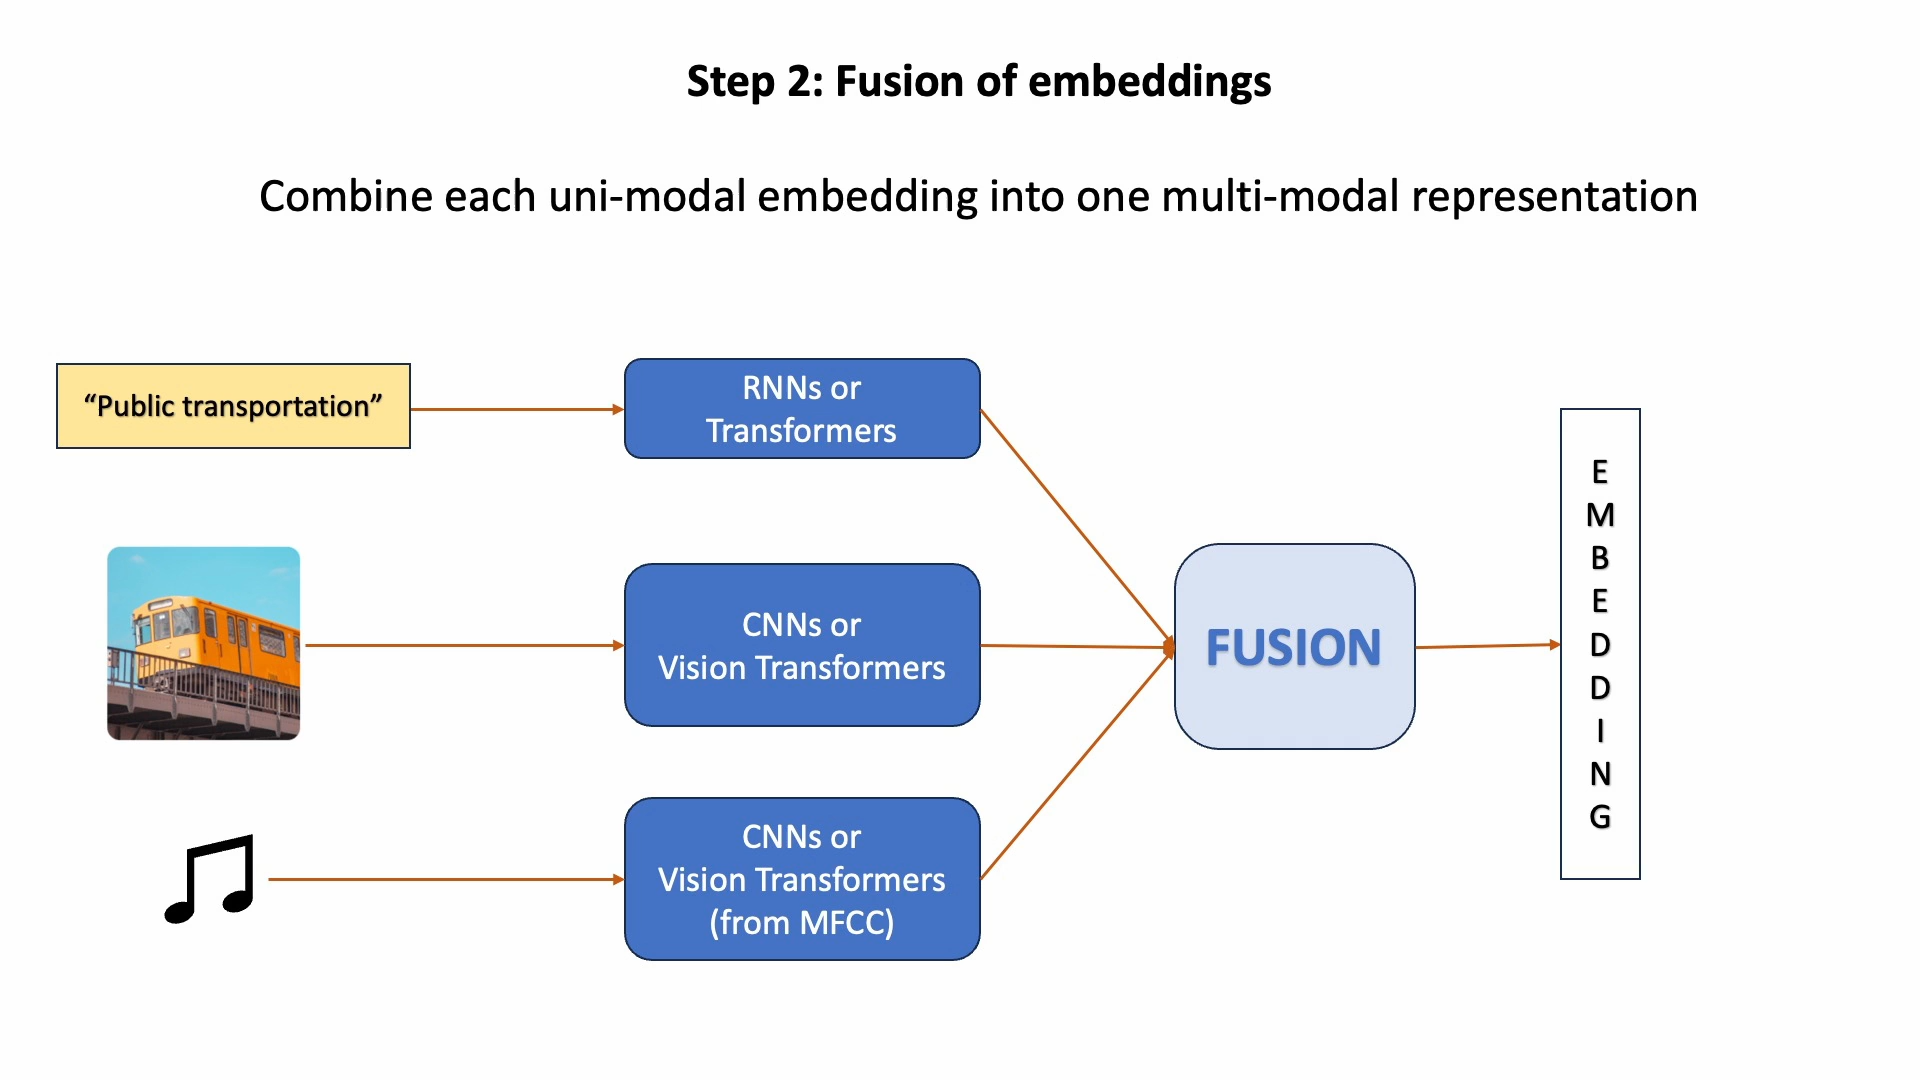 Step 2: Fusion of embeddings
Combine each uni-modal embedding into one multi-modal representation
“Public transportation”
RNNs or
Transformers
CNNs or
Vision Transformers
CNNs or
Vision Transformers
(from MFCC)
FUSION
EMBEDDING